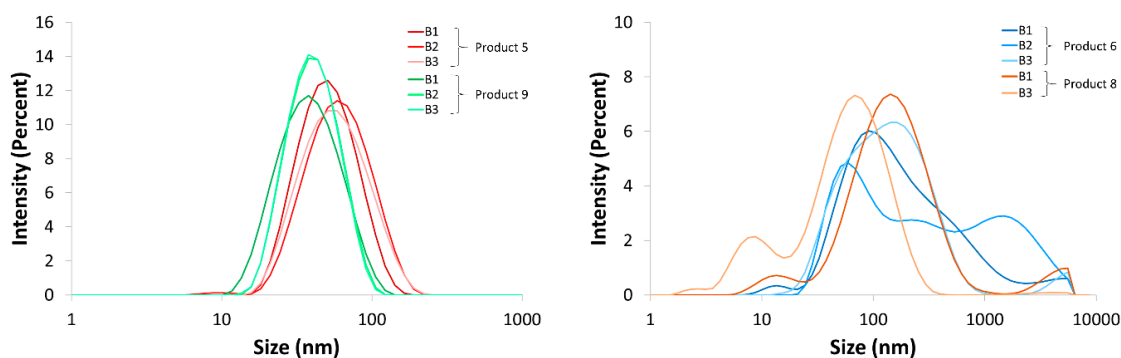 Intensity (Percent)
16
14
12
10
8
6
4
2
0
1
10
100
1000
Size (nm)
B1
B2 Product 5
B3
B1
B2 Product 9
B3
Intensity (Percent)
10
8
6
4
2
0
1
10
100
1000
10000
Size (nm)
B1
B2 Product 6
B3
B1 Product 8
B3